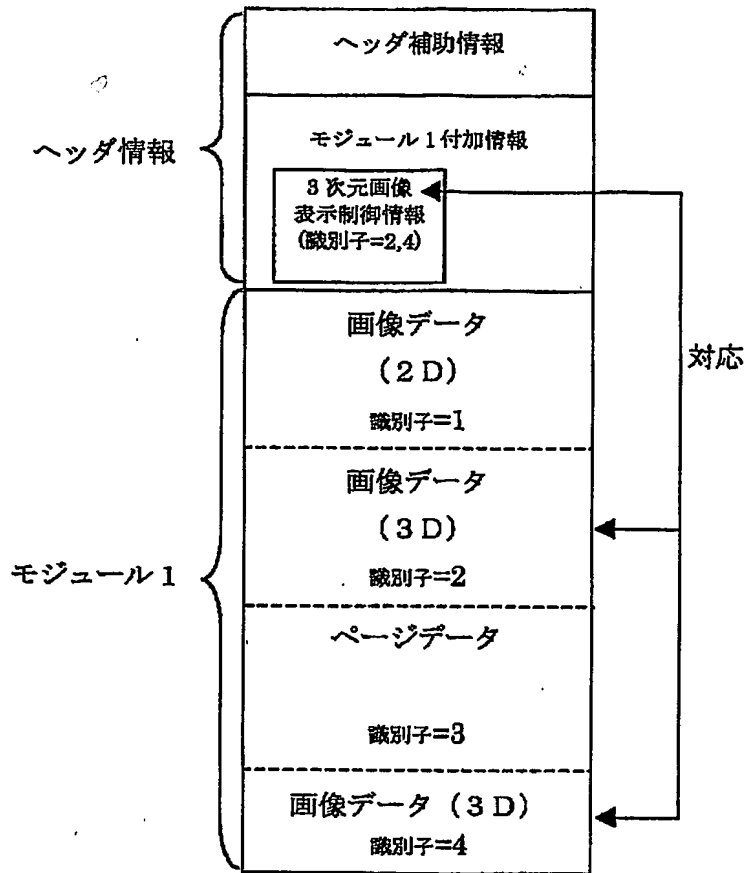 ヘッダ補助情報
ヘッダ情報
モジュール1付加情報
3次元画像
表示制御情報
(識別子=2,4)
画像データ
(2D)
識別子=1
対応
画像データ
(3D)
識別子=2
モジュール1
ページデータ
識別子=3
画像データ (3D)
識別子=4